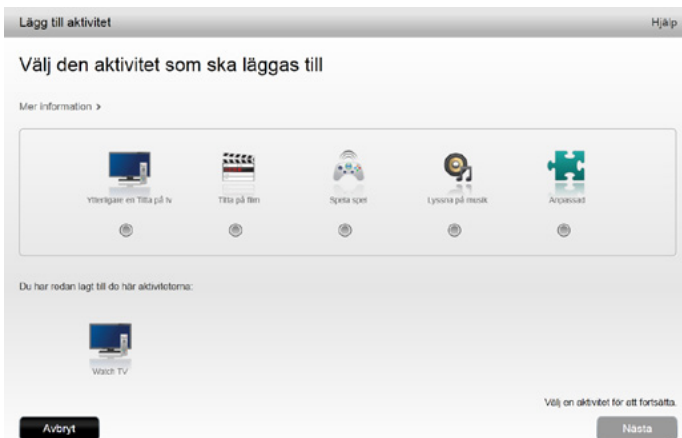 Lägg till aktivitet
Hjälp
Välj den aktivitet som ska läggas till
Mer information >
Ytterligare en Titta på tv
Titta på film
Spela spel
Lyssna på musik
Anpassad
Du har redan lagt till de här aktiviteterna:
Watch TV
Välj en aktivitet för att fortsätta.
Avbryt
Nästa